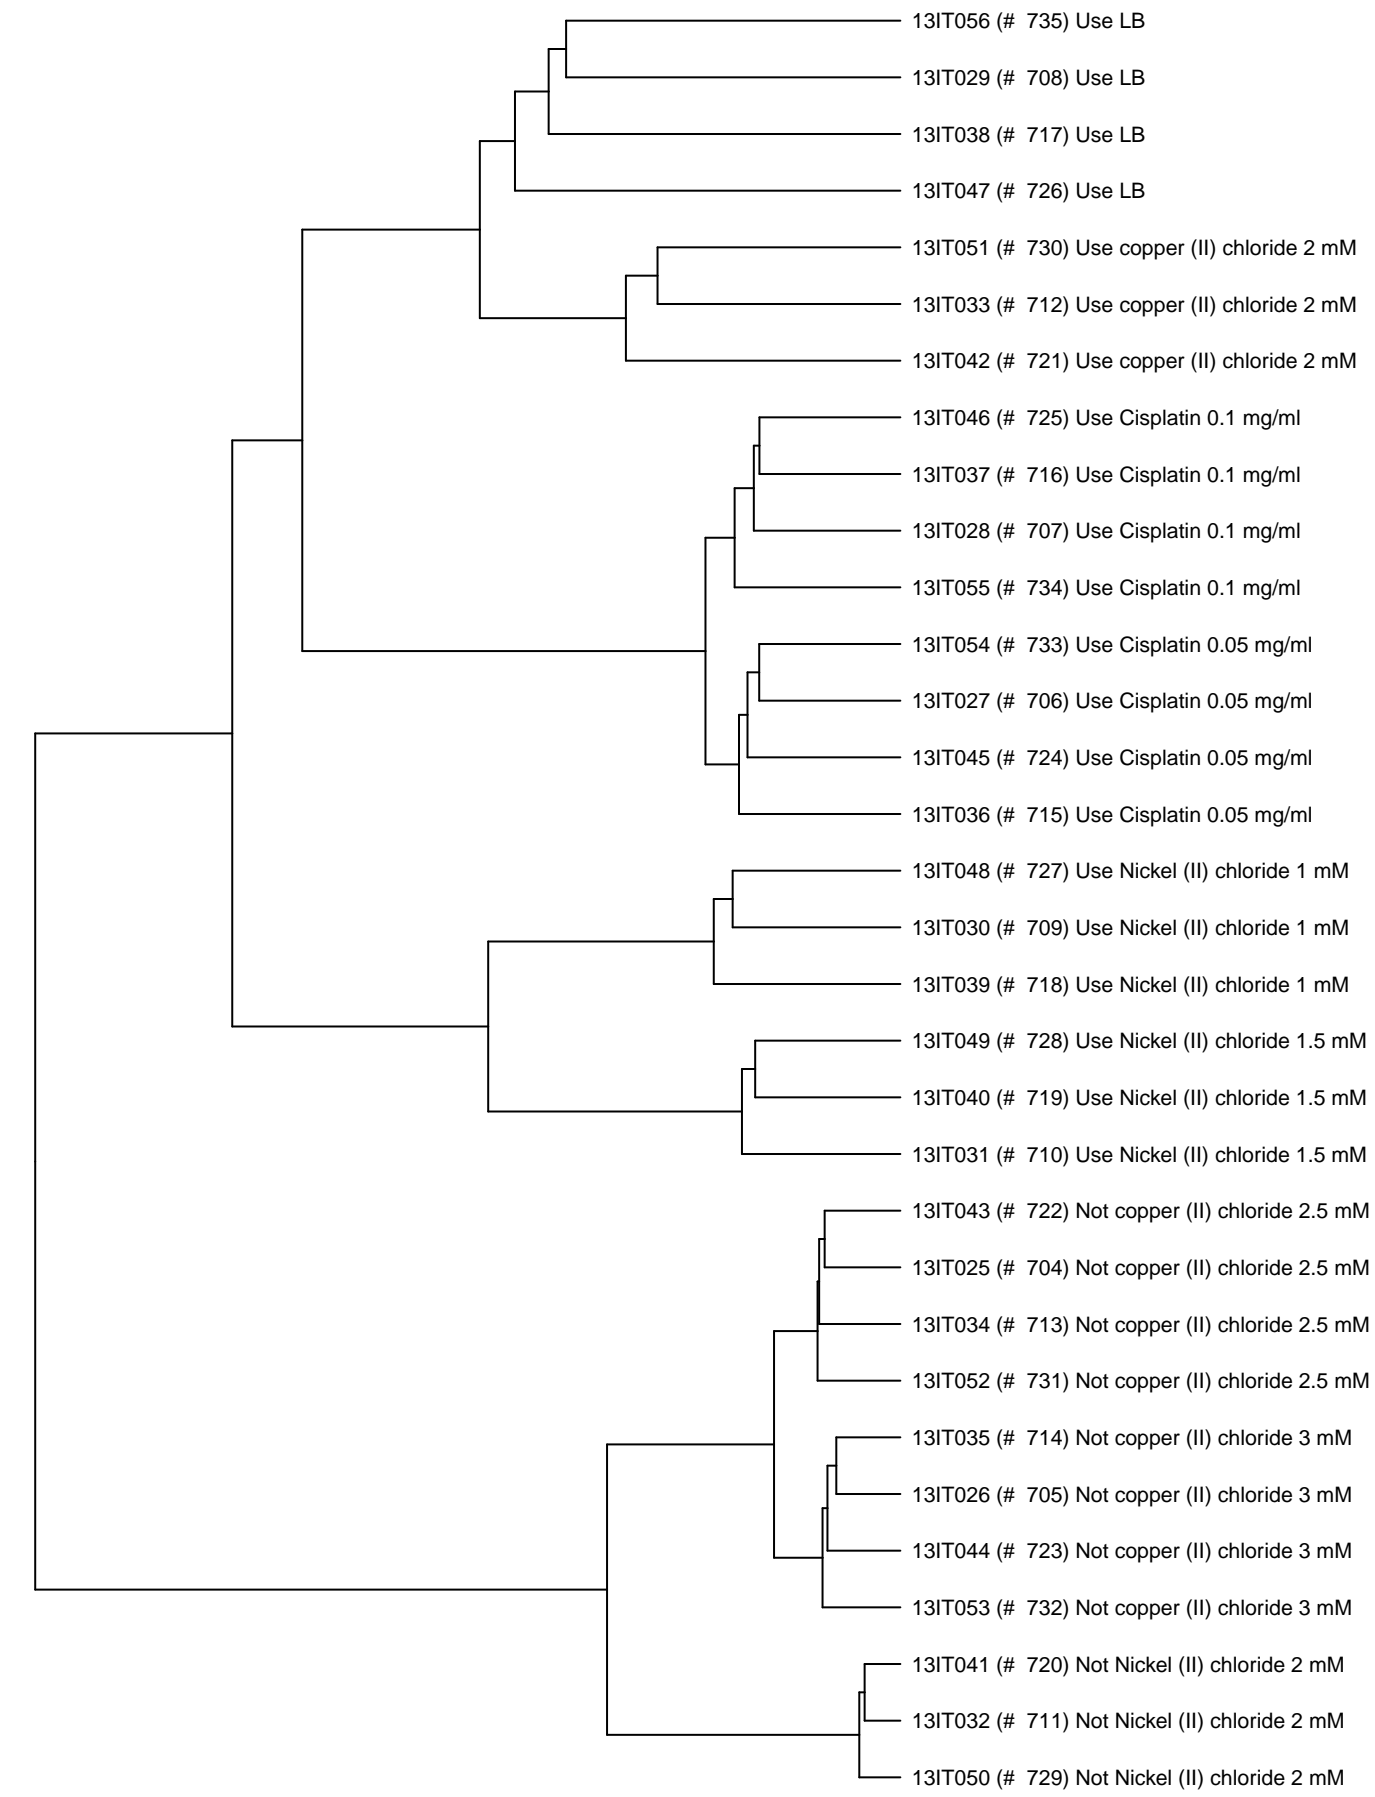 13IT056 (#  735) Use LB
13IT029 (#  708) Use LB
13IT038 (#  717) Use LB
13IT047 (#  726) Use LB
13IT051 (#  730) Use copper (II) chloride 2 mM
13IT033 (#  712) Use copper (II) chloride 2 mM
13IT042 (#  721) Use copper (II) chloride 2 mM
13IT046 (#  725) Use Cisplatin 0.1 mg/ml
13IT037 (#  716) Use Cisplatin 0.1 mg/ml
13IT028 (#  707) Use Cisplatin 0.1 mg/ml
13IT055 (#  734) Use Cisplatin 0.1 mg/ml
13IT054 (#  733) Use Cisplatin 0.05 mg/ml
13IT027 (#  706) Use Cisplatin 0.05 mg/ml
13IT045 (#  724) Use Cisplatin 0.05 mg/ml
13IT036 (#  715) Use Cisplatin 0.05 mg/ml
13IT048 (#  727) Use Nickel (II) chloride 1 mM
13IT030 (#  709) Use Nickel (II) chloride 1 mM
13IT039 (#  718) Use Nickel (II) chloride 1 mM
13IT049 (#  728) Use Nickel (II) chloride 1.5 mM
13IT040 (#  719) Use Nickel (II) chloride 1.5 mM
13IT031 (#  710) Use Nickel (II) chloride 1.5 mM
13IT043 (#  722) Not copper (II) chloride 2.5 mM
13IT025 (#  704) Not copper (II) chloride 2.5 mM
13IT034 (#  713) Not copper (II) chloride 2.5 mM
13IT052 (#  731) Not copper (II) chloride 2.5 mM
13IT035 (#  714) Not copper (II) chloride 3 mM
13IT026 (#  705) Not copper (II) chloride 3 mM
13IT044 (#  723) Not copper (II) chloride 3 mM
13IT053 (#  732) Not copper (II) chloride 3 mM
13IT041 (#  720) Not Nickel (II) chloride 2 mM
13IT032 (#  711) Not Nickel (II) chloride 2 mM
13IT050 (#  729) Not Nickel (II) chloride 2 mM